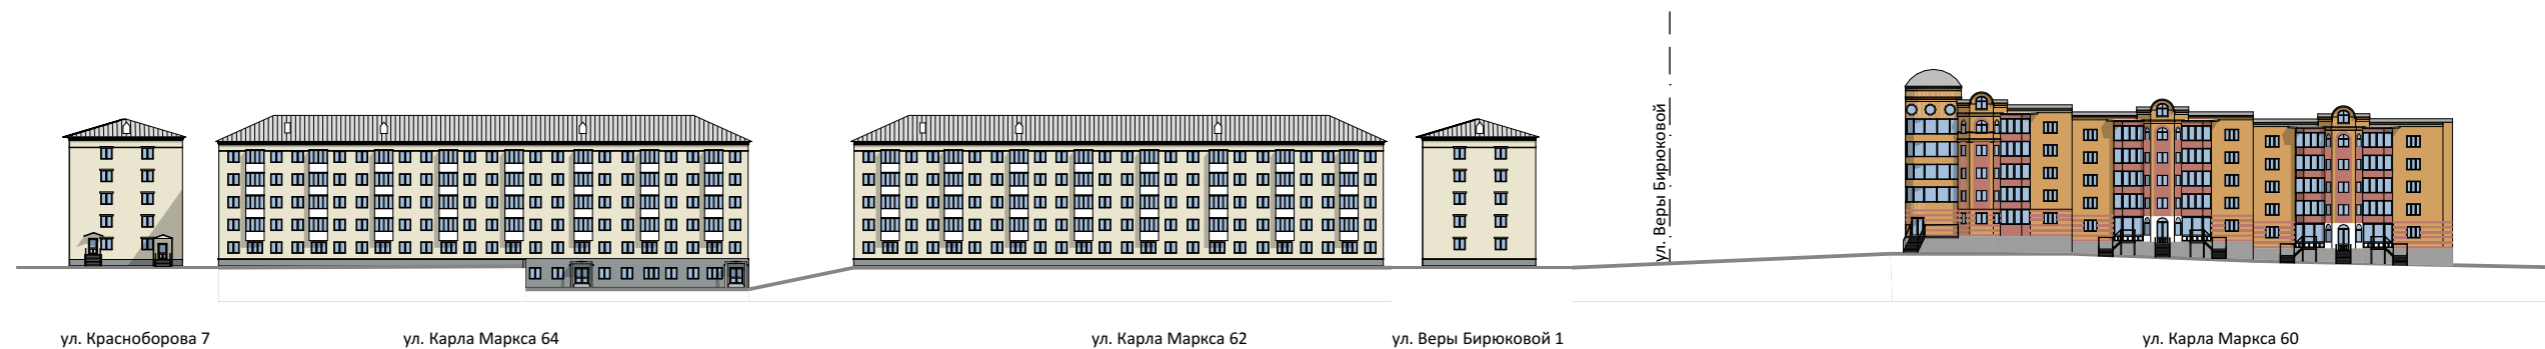 ул. Веры Бирюковой
ул. Красноборова 7
ул. Карла Маркса 64
ул. Карла Маркса 62
ул. Веры Бирюковой 1
ул. Карла Маркса 60